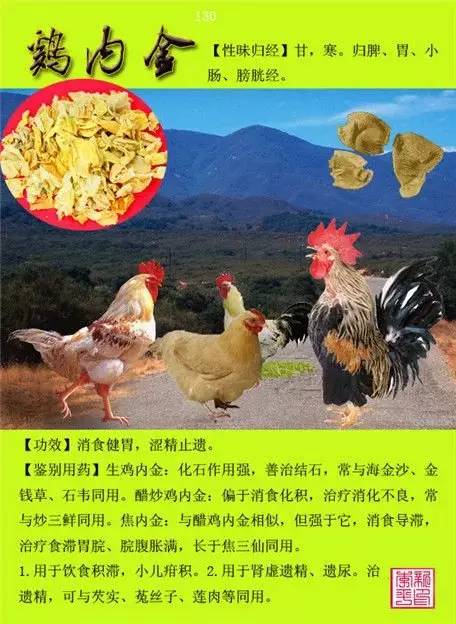 130
鸡内金
【性味归经】甘，寒。归脾、胃、小
肠、膀胱经。
【功效】消食健胃，涩精止遗。
【鉴别用药】生鸡内金：化石作用强，善治结石，常与海金沙、金
钱草、石韦同用。醋炒鸡内金：偏于消食化积，治疗消化不良，常
与炒三鲜同用。焦内金：与醋鸡内金相似，但强于它，消食导滞，
治疗食滞胃脘、脘腹胀满，长于焦三仙同用。
1.用于饮食积滞，小儿疳积。2.用于肾虚遗精、遗尿。治
遗精，可与芡实、菟丝子、莲肉等同用。